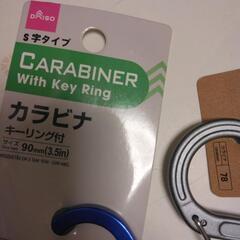 DAISO
S字タイプ
CARABINER
With Key Ring
カラビナ
キーリング付
サイズ
90mm(3.5in)
78